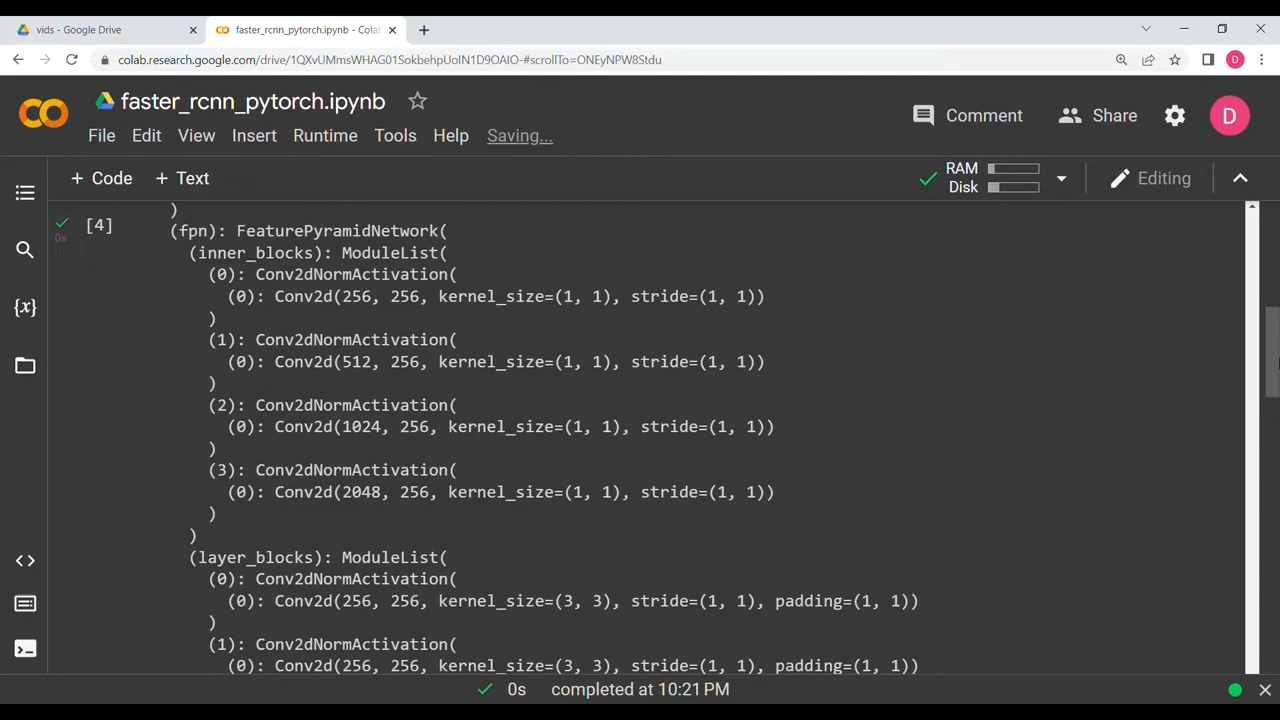 vids - Google Drive
faster_rcnn_pytorch.ipynb - Cola
colab.research.google.com/drive/1QXvUMmsWHAG01SokbehpUoIN1D9OAIO-#scrollTo=ONEyNPW8Stdu
D
faster_rcnn_pytorch.ipynb
Comment
Share
D
File Edit View Insert Runtime Tools Help Saving...
+ Code + Text
RAM
Disk
Editing
)
[4]
0s
(fpn): FeaturePyramidNetwork(
(inner_blocks): ModuleList(
(0): Conv2dNormActivation(
(0): Conv2d(256, 256, kernel_size=(1, 1), stride=(1, 1))
)
(1): Conv2dNormActivation(
(0): Conv2d(512, 256, kernel_size=(1, 1), stride=(1, 1))
)
(2): Conv2dNormActivation(
(0): Conv2d(1024, 256, kernel_size=(1, 1), stride=(1, 1))
)
(3): Conv2dNormActivation(
(0): Conv2d(2048, 256, kernel_size=(1, 1), stride=(1, 1))
)
)
(layer_blocks): ModuleList(
(0): Conv2dNormActivation(
(0): Conv2d(256, 256, kernel_size=(3, 3), stride=(1, 1), padding=(1, 1))
)
(1): Conv2dNormActivation(
(0): Conv2d(256, 256, kernel_size=(3, 3), stride=(1, 1), padding=(1, 1))
{x}
0s completed at 10:21 PM